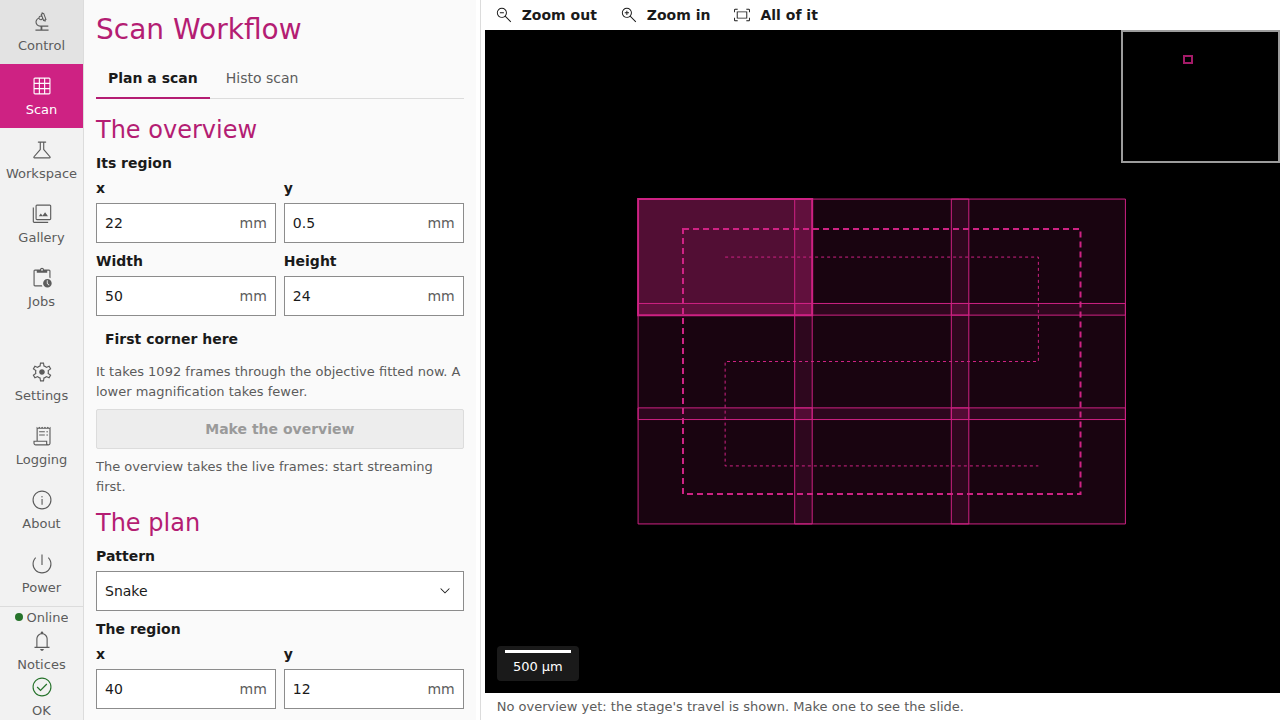 Control
Scan
Workspace
Gallery
Jobs
Settings
Logging
About
Power
Online
Notices
OK
Scan Workflow
Plan a scan
Histo scan
The overview
Its region
x
y
22 mm
0.5 mm
Width
Height
50 mm
24 mm
First corner here
It takes 1092 frames through the objective fitted now. A
lower magnification takes fewer.
Make the overview
The overview takes the live frames: start streaming
first.
The plan
Pattern
Snake
The region
x
y
40 mm
12 mm
Zoom out
Zoom in
All of it
500 µm
No overview yet: the stage's travel is shown. Make one to see the slide.